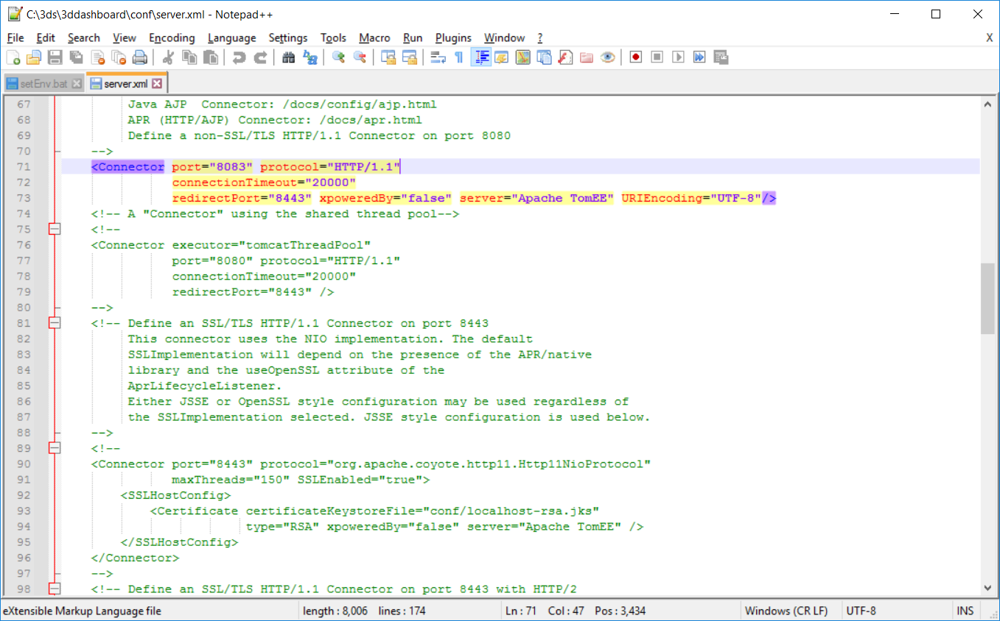 C:\3ds\3ddashboard\conf\server.xml - Notepad++
File Edit Search View Encoding Language Settings Tools Macro Run Plugins Window ? X
setEnv.bat server.xml
67 Java AJP  Connector: /docs/config/ajp.html
68 APR (HTTP/AJP) Connector: /docs/apr.html
69 Define a non-SSL/TLS HTTP/1.1 Connector on port 8080
70 -->
71 <Connector port="8083" protocol="HTTP/1.1"
72 connectionTimeout="20000"
73 redirectPort="8443" xpoweredBy="false" server="Apache TomEE" URIEncoding="UTF-8"/>
74 <!-- A "Connector" using the shared thread pool-->
75 <!--
76 <Connector executor="tomcatThreadPool"
77 port="8080" protocol="HTTP/1.1"
78 connectionTimeout="20000"
79 redirectPort="8443" />
80 -->
81 <!-- Define an SSL/TLS HTTP/1.1 Connector on port 8443
82 This connector uses the NIO implementation. The default
83 SSLImplementation will depend on the presence of the APR/native
84 library and the useOpenSSL attribute of the
85 AprLifecycleListener.
86 Either JSSE or OpenSSL style configuration may be used regardless of
87 the SSLImplementation selected. JSSE style configuration is used below.
88 -->
89 <!--
90 <Connector port="8443" protocol="org.apache.coyote.http11.Http11NioProtocol"
91 maxThreads="150" SSLEnabled="true">
92 <SSLHostConfig>
93 <Certificate certificateKeystoreFile="conf/localhost-rsa.jks"
94 type="RSA" xpoweredBy="false" server="Apache TomEE" />
95 </SSLHostConfig>
96 </Connector>
97 -->
98 <!-- Define an SSL/TLS HTTP/1.1 Connector on port 8443 with HTTP/2
eXtensible Markup Language file length : 8,006 lines : 174 Ln : 71 Col : 47 Pos : 3,434 Windows (CR LF) UTF-8 INS